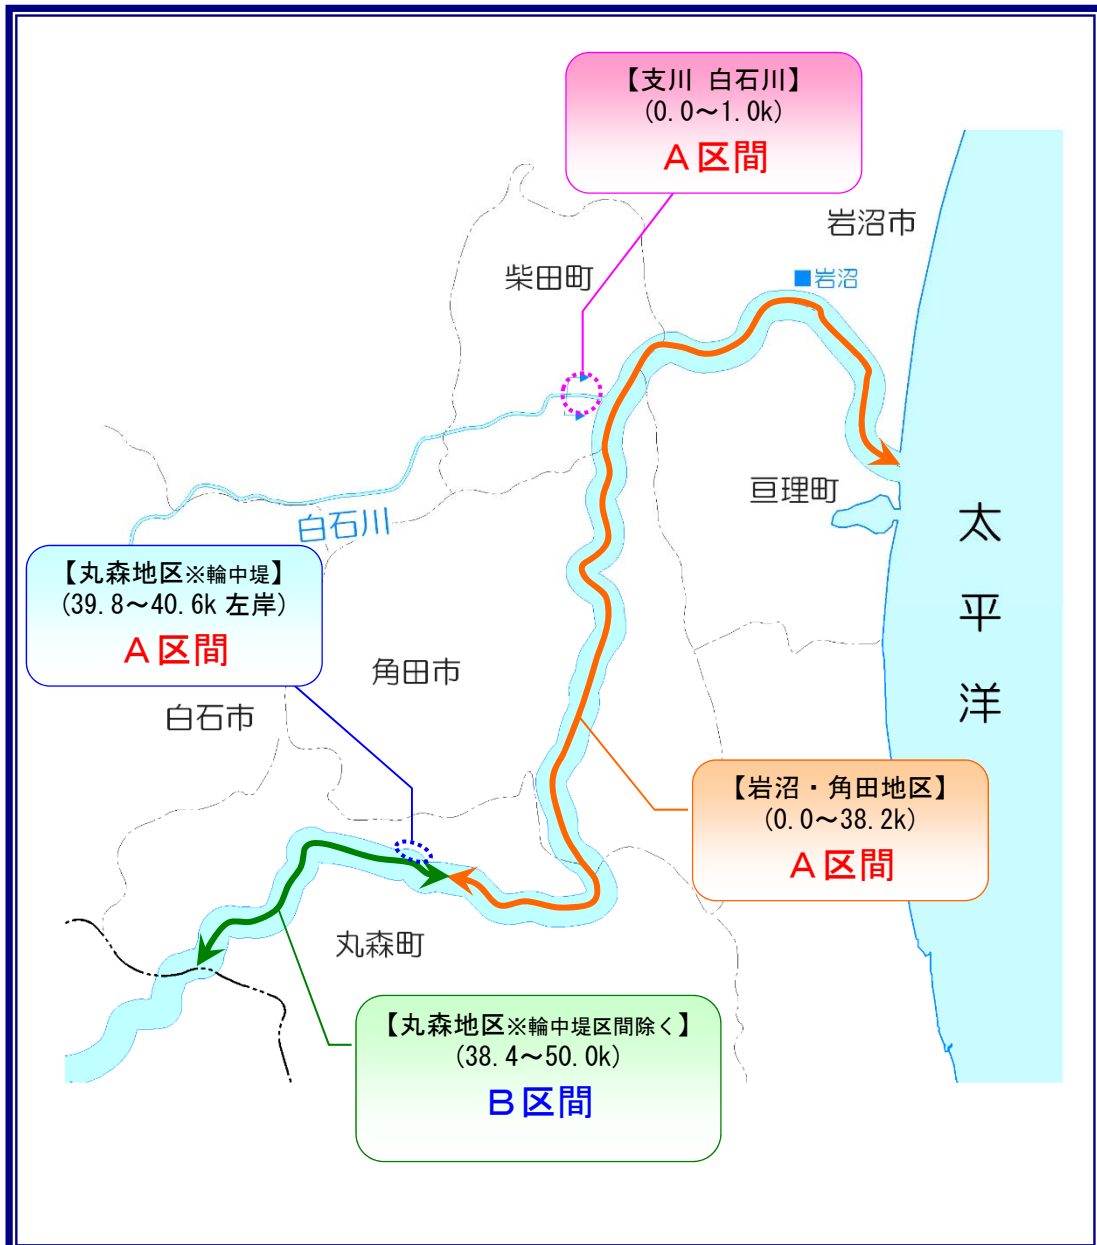 【支川 白石川】
(0.0～1.0k)
A区間
岩沼市
柴田町
■岩沼
亘理町
白石川
太平洋
【丸森地区※輪中堤】
(39.8～40.6k 左岸)
A区間
角田市
白石市
【岩沼・角田地区】
(0.0～38.2k)
A区間
丸森町
【丸森地区※輪中堤区間除く】
(38.4～50.0k)
B区間